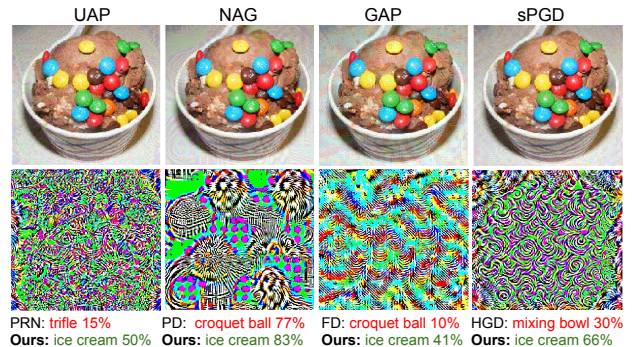 UAP NAG GAP sPGD
PRN: trifle 15% PD: croquet ball 77% FD: croquet ball 10% HGD: mixing bowl 30%
Ours: ice cream 50% Ours: ice cream 83% Ours: ice cream 41% Ours: ice cream 66%